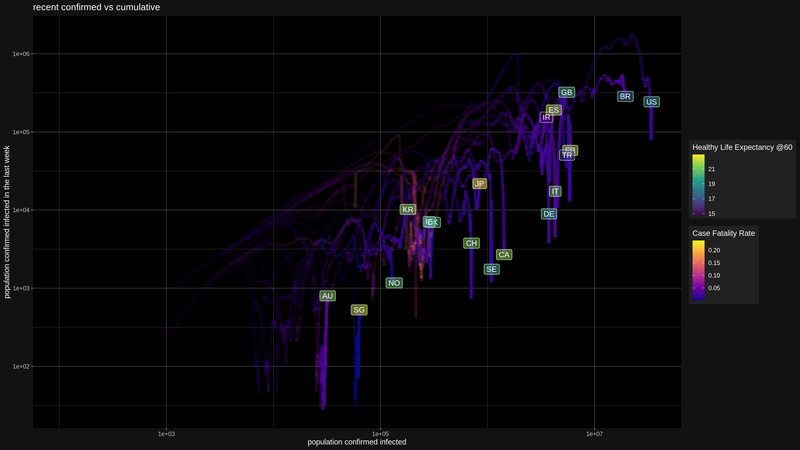 recent confirmed vs cumulative
1e+06
1e+05
1e+04
1e+03
1e+02
population confirmed infected in the last week
GB
BR
US
ES
IR
TR
JP
IT
KR
DE
CH
CA
SE
NO
AU
SG
1e+03
1e+05
1e+07
population confirmed infected
Healthy Life Expectancy @60
21
19
17
15
Case Fatality Rate
0.20
0.15
0.10
0.05